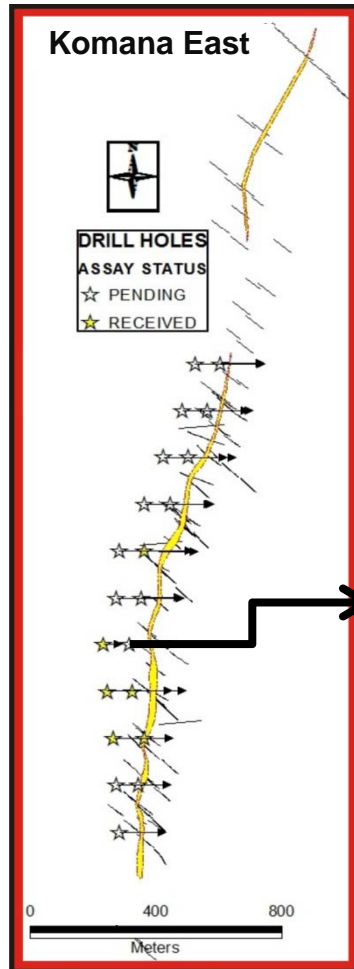 Komana East
N
DRILL HOLES
ASSAY STATUS
PENDING
RECEIVED
0 400 800
Meters